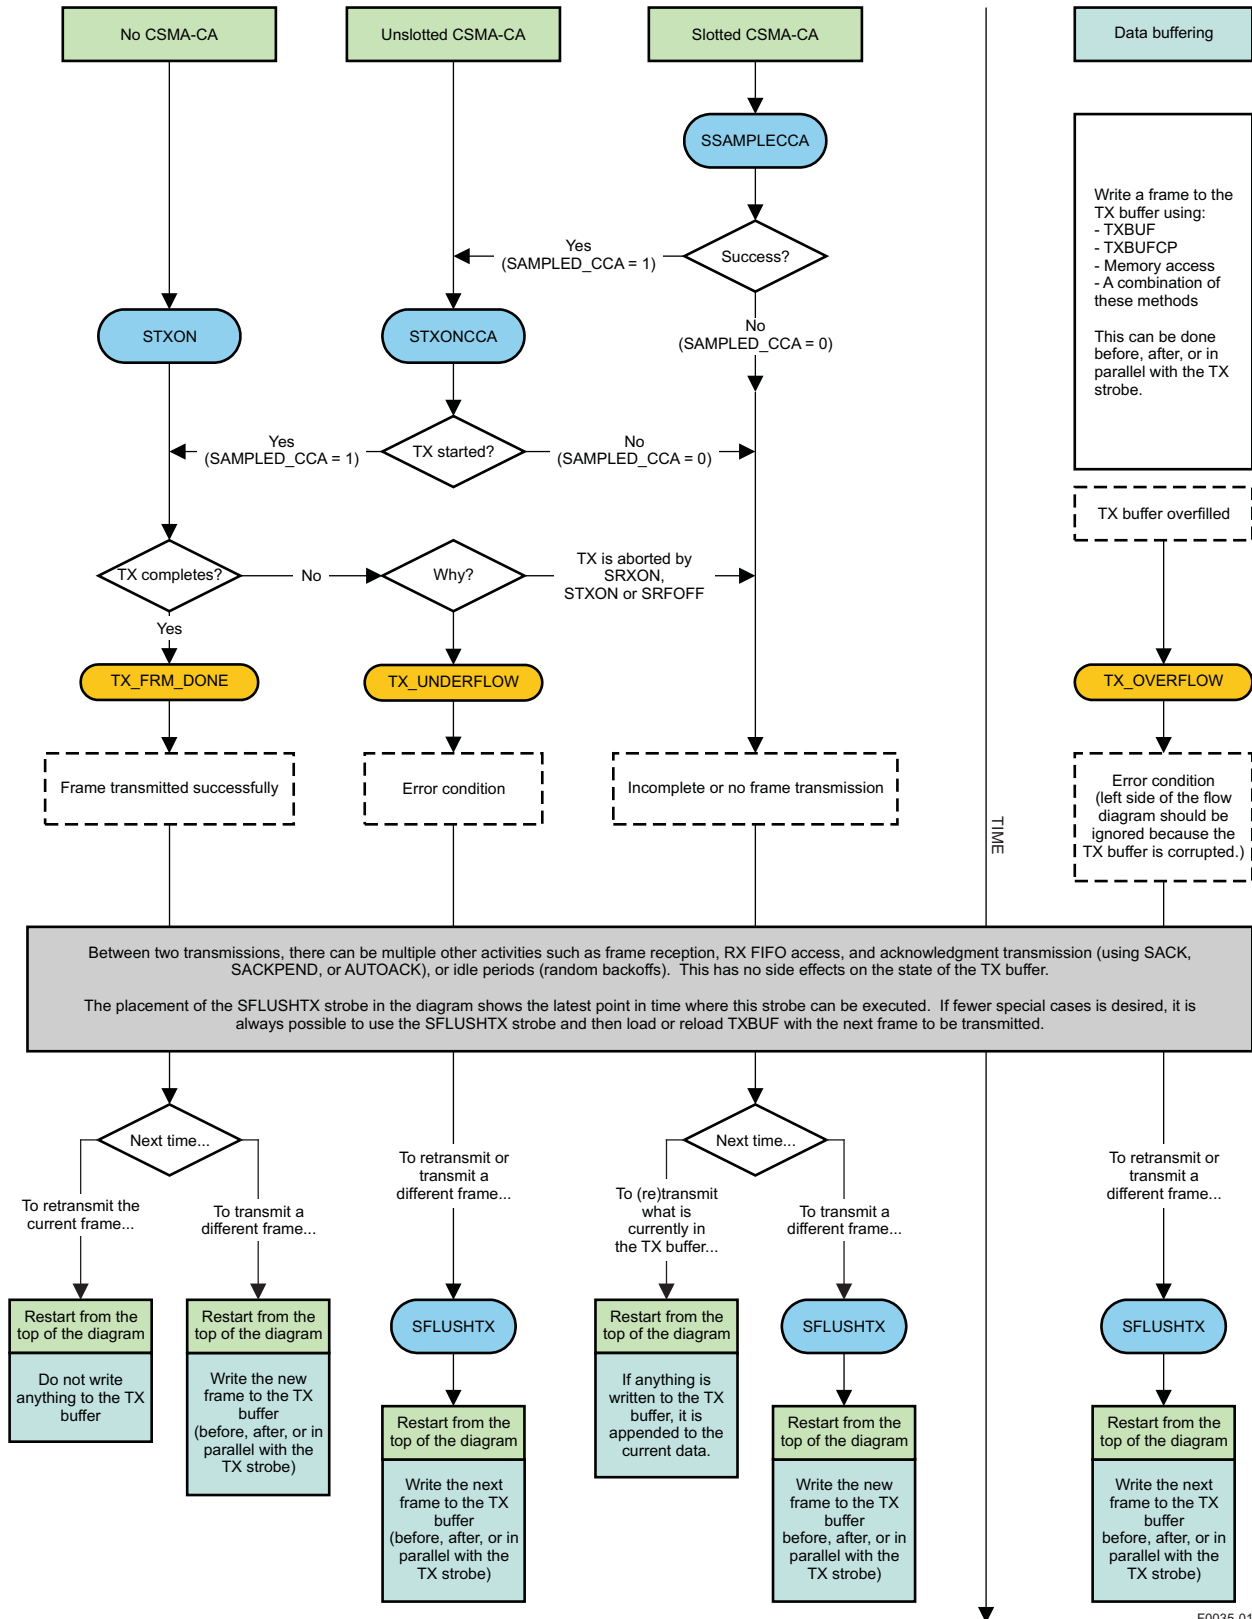 No CSMA-CA
Unslotted CSMA-CA
Slotted CSMA-CA
Data buffering
SSAMPLECCA
Write a frame to the
TX buffer using:
- TXBUF
- TXBUFCP
- Memory access
- A combination of
these methods
This can be done
before, after, or in
parallel with the TX
strobe.
Yes
(SAMPLED_CCA = 1)
Success?
No
(SAMPLED_CCA = 0)
STXON
STXONCCA
Yes
(SAMPLED_CCA = 1)
TX started?
No
(SAMPLED_CCA = 0)
TX buffer overfilled
TX completes?
No
Why?
TX is aborted by
SRXON,
STXON or SRFOFF
Yes
TX_FRM_DONE
TX_UNDERFLOW
TX_OVERFLOW
Frame transmitted successfully
Error condition
Incomplete or no frame transmission
TIME
Error condition
(left side of the flow
diagram should be
ignored because the
TX buffer is corrupted.)
Between two transmissions, there can be multiple other activities such as frame reception, RX FIFO access, and acknowledgment transmission (using SACK,
SACKPEND, or AUTOACK), or idle periods (random backoffs). This has no side effects on the state of the TX buffer.
The placement of the SFLUSHTX strobe in the diagram shows the latest point in time where this strobe can be executed. If fewer special cases is desired, it is
always possible to use the SFLUSHTX strobe and then load or reload TXBUF with the next frame to be transmitted.
Next time...
To retransmit the
current frame...
To transmit a
different frame...
To retransmit or
transmit a
different frame...
Next time...
To (re)transmit
what is
currently in
the TX buffer...
To transmit a
different frame...
To retransmit or
transmit a
different frame...
Restart from the
top of the diagram
Do not write
anything to the TX
buffer
Restart from the
top of the diagram
Write the new
frame to the TX
buffer
(before, after, or in
parallel with the
TX strobe)
SFLUSHTX
Restart from the
top of the diagram
Write the next
frame to the TX
buffer
(before, after, or in
parallel with the
TX strobe)
Restart from the
top of the diagram
If anything is
written to the TX
buffer, it is
appended to the
current data.
SFLUSHTX
Restart from the
top of the diagram
Write the new
frame to the TX
buffer
before, after, or in
parallel with the
TX strobe)
SFLUSHTX
Restart from the
top of the diagram
Write the next
frame to the TX
buffer
before, after, or in
parallel with the
TX strobe)
F0035-01